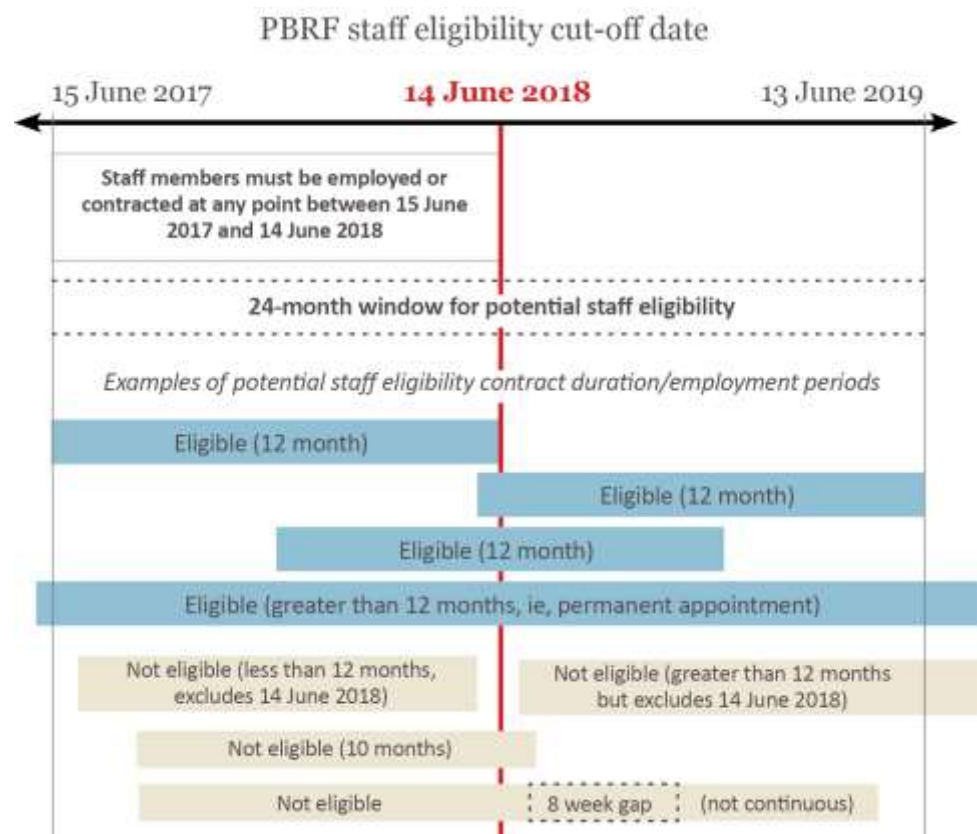 PBRF staff eligibility cut-off date
15 June 2017
14 June 2018
13 June 2019
Staff members must be employed or
contracted at any point between 15 June
2017 and 14 June 2018
24-month window for potential staff eligibility
Examples of potential staff eligibility contract duration/employment periods
Eligible (12 month)
Eligible (12 month)
Eligible (12 month)
Eligible (greater than 12 months, ie, permanent appointment)
Not eligible (less than 12 months,
excludes 14 June 2018)
Not eligible (greater than 12 months
but excludes 14 June 2018)
Not eligible (10 months)
Not eligible
8 week gap
(not continuous)